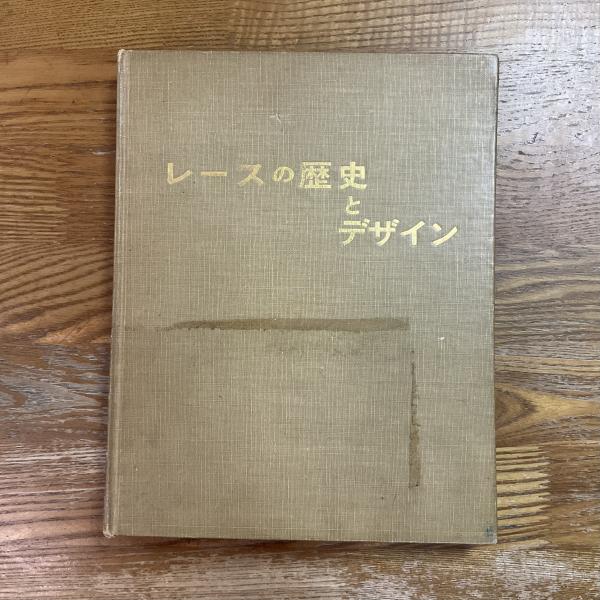 レースの歴史
と
デザイン